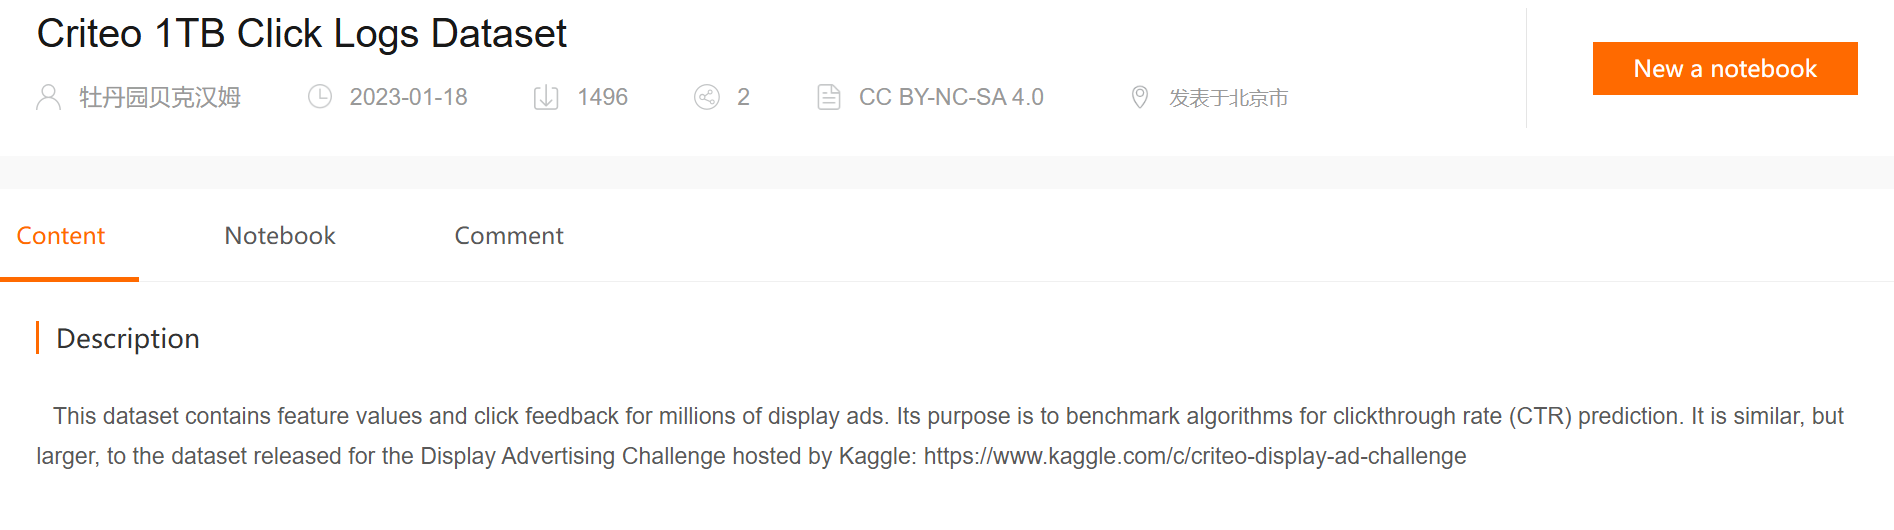 Criteo 1TB Click Logs Dataset
牡丹园贝克汉姆 2023-01-18 1496 2 CC BY-NC-SA 4.0 发表于北京市
New a notebook
Content Notebook Comment
Description
This dataset contains feature values and click feedback for millions of display ads. Its purpose is to benchmark algorithms for clickthrough rate (CTR) prediction. It is similar, but
larger, to the dataset released for the Display Advertising Challenge hosted by Kaggle: https://www.kaggle.com/c/criteo-display-ad-challenge